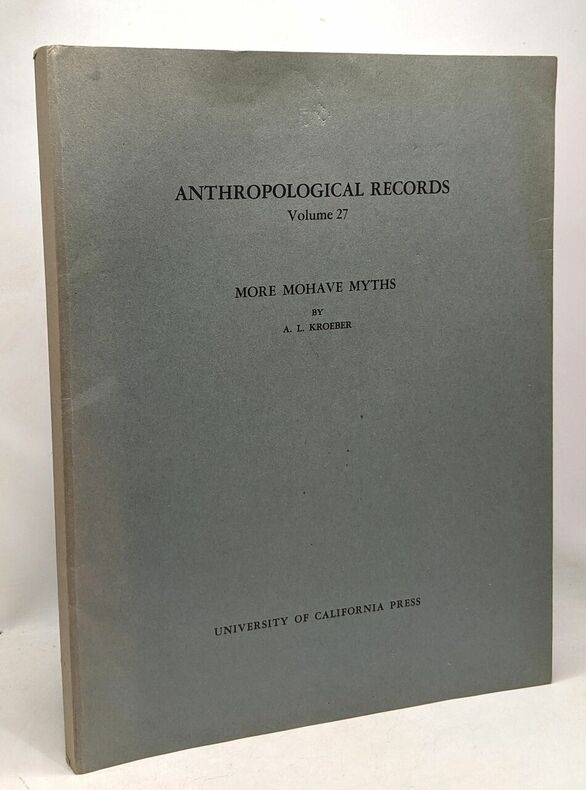 ANTHROPOLOGICAL RECORDS
Volume 27
MORE MOHAVE MYTHS
BY
A. L. KROEBER
UNIVERSITY OF CALIFORNIA PRESS